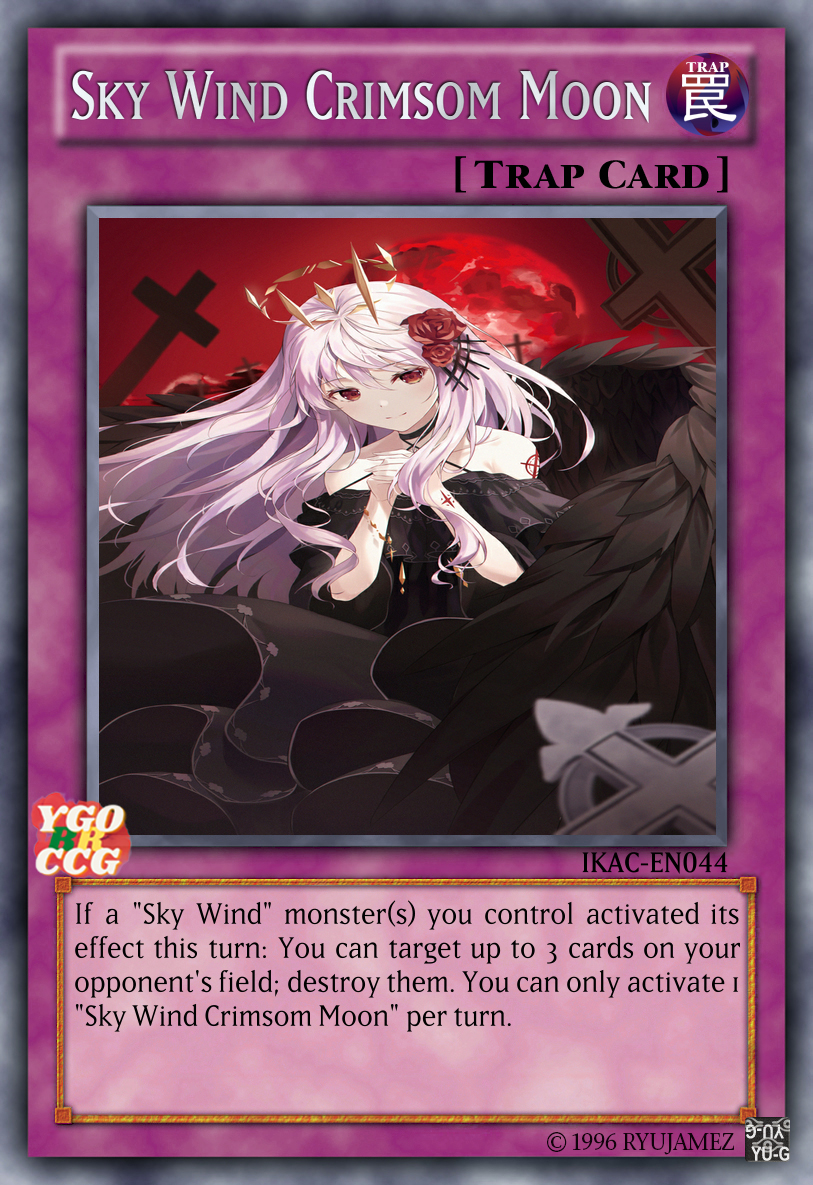 Sky Wind Crimsom Moon
TRAP
罠
[Trap Card]
YGO
RR
CCG
IKAC-EN044
If a "Sky Wind" monster(s) you control activated its
effect this turn: You can target up to 3 cards on your
opponent's field; destroy them. You can only activate 1
"Sky Wind Crimsom Moon" per turn.
© 1996 RYUJAMEZ
YU-G
YU-G